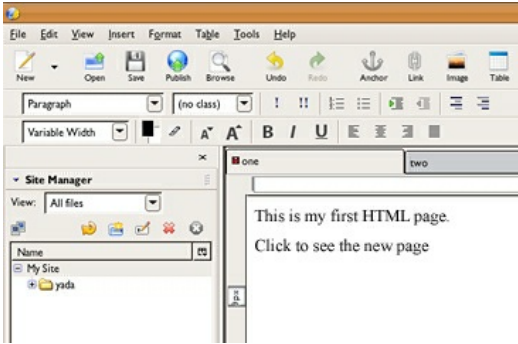 File Edit View Insert Format Table Tools Help
New Open Save Publish Browse Undo Redo Anchor Link Image Table
Paragraph (no class) ! !!
Variable Width A A B I U
Site Manager
View: All files
Name
My Site
yada
one two
This is my first HTML page.
Click to see the new page